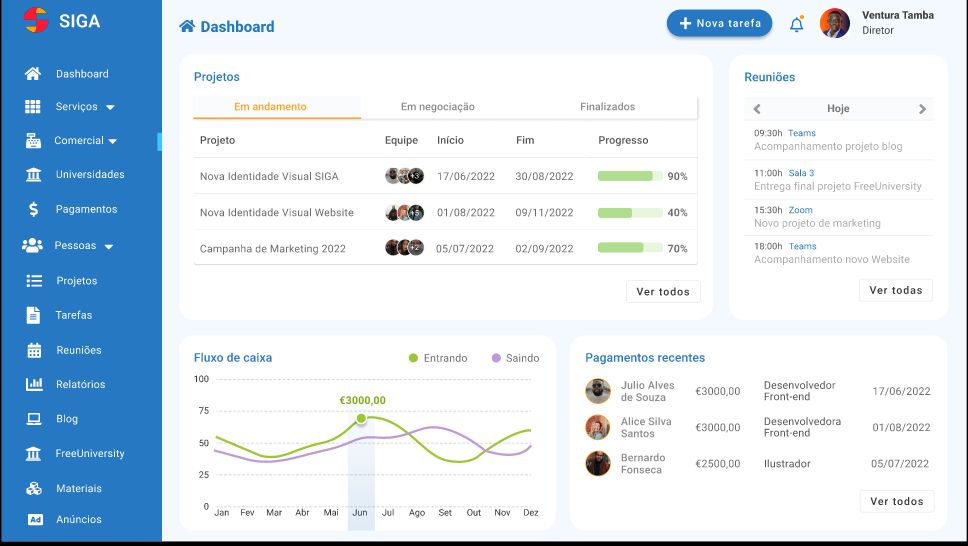 SIGA
Dashboard
Serviços
Comercial
Universidades
Pagamentos
Pessoas
Projetos
Tarefas
Reuniões
Relatórios
Blog
FreeUniversity
Materiais
Ad Anúncios
Dashboard
Nova tarefa
Ventura Tamba
Diretor
Projetos
Em andamento Em negociação Finalizados
Projeto Equipe Início Fim Progresso
Nova Identidade Visual SIGA +3 17/06/2022 30/08/2022 90%
Nova Identidade Visual Website +5 01/08/2022 09/11/2022 40%
Campanha de Marketing 2022 +2 05/07/2022 02/09/2022 70%
Ver todos
Reuniões
Hoje
09:30h Teams
Acompanhamento projeto blog
11:00h Sala 3
Entrega final projeto FreeUniversity
15:30h Zoom
Novo projeto de marketing
18:00h Teams
Acompanhamento novo Website
Ver todas
Fluxo de caixa Entrando Saindo
100
75
50
25
0
€3000,00
Jan Fev Mar Abr Mai Jun Jul Ago Set Out Nov Dez
Pagamentos recentes
Julio Alves
de Souza
€3000,00
Desenvolvedor
Front-end
17/06/2022
Alice Silva
Santos
€3000,00
Desenvolvedora
Front-end
01/08/2022
Bernardo
Fonseca
€2500,00
Ilustrador
05/07/2022
Ver todos